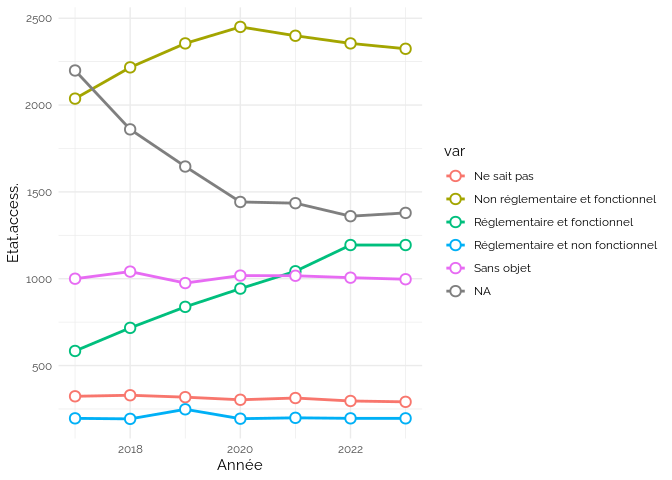 2500
2000
1500
1000
500
Etat.access.
2018
2020
2022
Année
var
Ne sait pas
Non réglementaire et fonctionnel
Réglementaire et fonctionnel
Réglementaire et non fonctionnel
Sans objet
NA